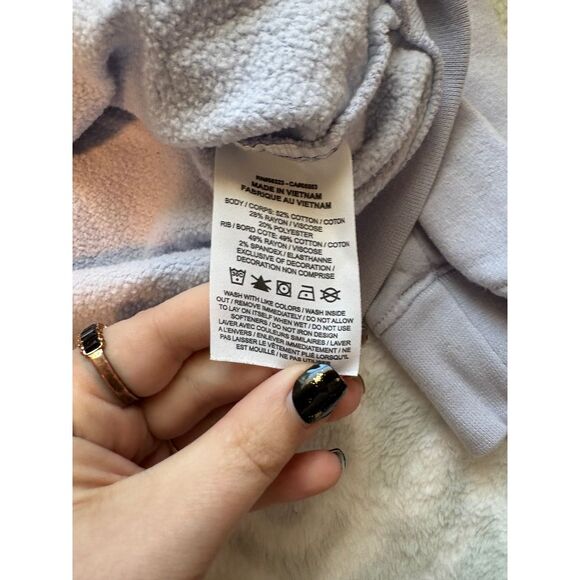 MADE IN VIETNAM
FABRIQUE AU VIETNAM
BODY / CORPS: 52% COTTON / COTON
28% RAYON / VISCOSE
20% POLYESTER
RIB / BORD COTE: 49% COTTON / COTON
49% RAYON / VISCOSE
2% SPANDEX / ELASTHANNE
EXCLUSIVE OF DECORATION /
DECORATION NON COMPRISE
WASH WITH LIKE COLORS / WASH INSIDE
OUT / REMOVE IMMEDIATELY / DO NOT ALLOW
TO LAY ON ITSELF WHEN WET / DO NOT USE
SOFTENERS / DO NOT IRON DESIGN
LAVER AVEC COULEURS SIMILAIRES / LAVER
A L'ENVERS / ENLEVER IMMÉDIATEMENT / NE
PAS LAISSER LE VÊTEMENT PLIÉ LORSQU'IL
EST MOUILLÉ / NE PAS UTILISER